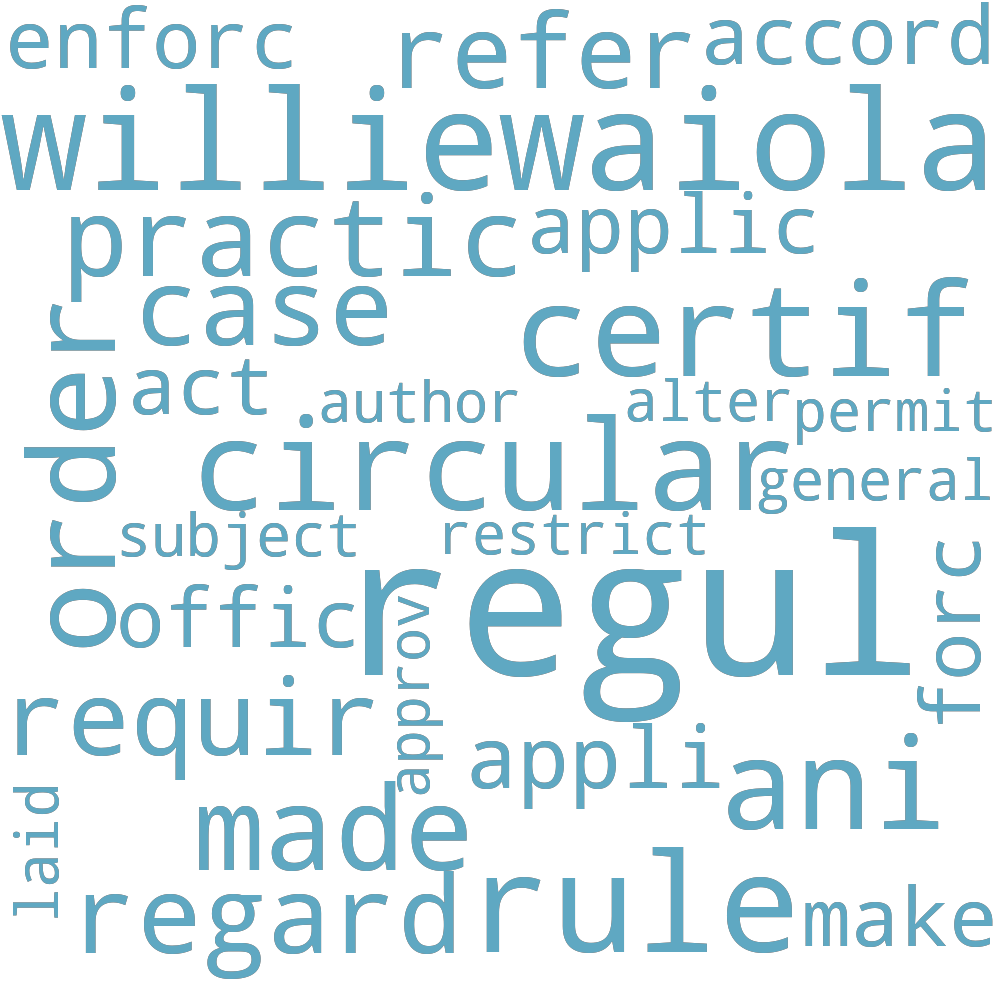 enforc
refer
accord
williewaiola
practic
applic
case
certif
order
act
author
alter
permit
circular
general
subject
restrict
regul
forc
offic
approv
requir
appli
ani
laid
made
regard
rule
make